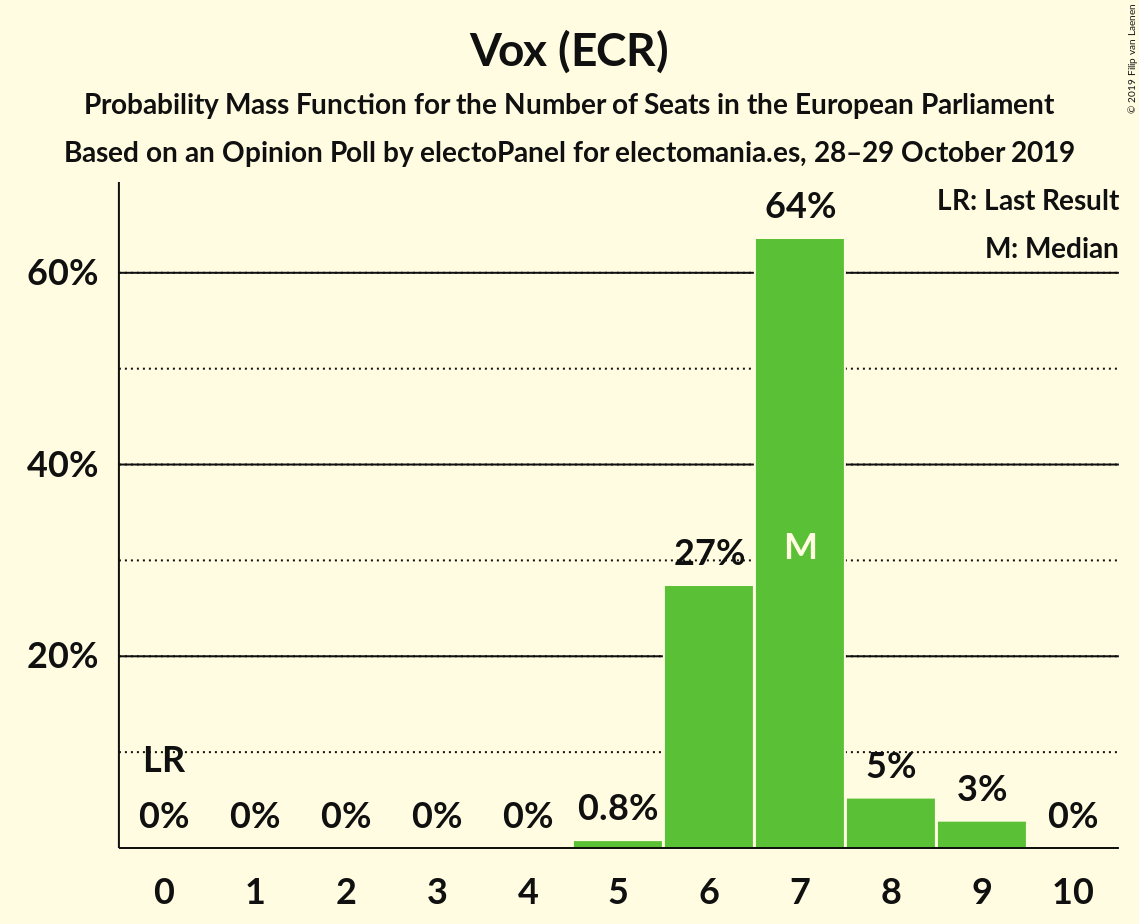 Vox (ECR)
Probability Mass Function for the Number of Seats in the European Parliament
Based on an Opinion Poll by electoPanel for electomania.es, 28–29 October 2019
© 2019 Filip van Laenen
LR: Last Result
M: Median
64%
60%
40%
27%
M
20%
LR
0%
0%
0%
0%
0%
0.8%
5%
3%
0%
0 1 2 3 4 5 6 7 8 9 10